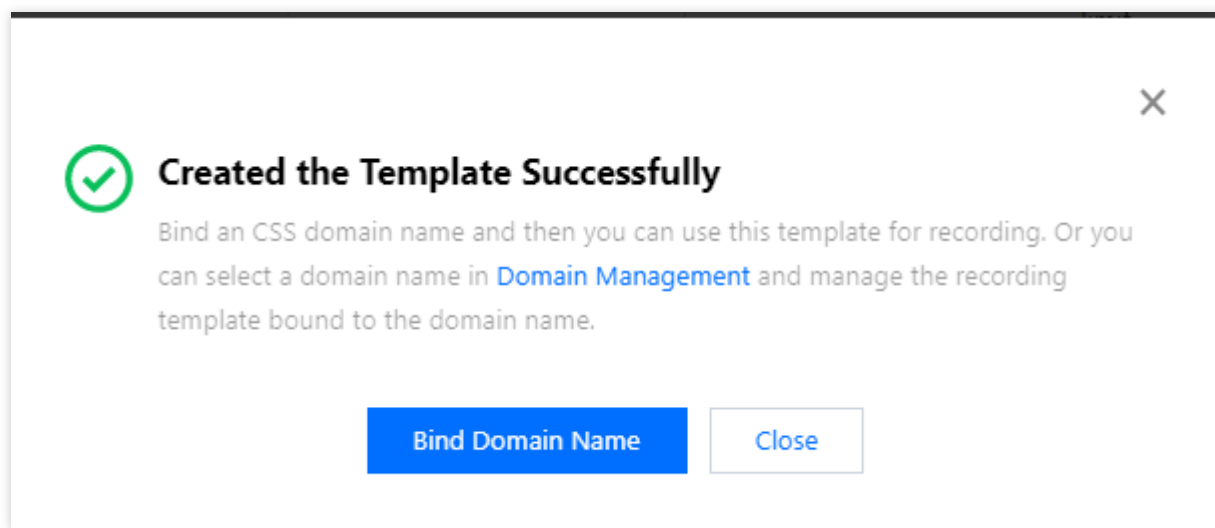 Created the Template Successfully
Bind an CSS domain name and then you can use this template for recording. Or you
can select a domain name in Domain Management and manage the recording
template bound to the domain name.
Bind Domain Name
Close